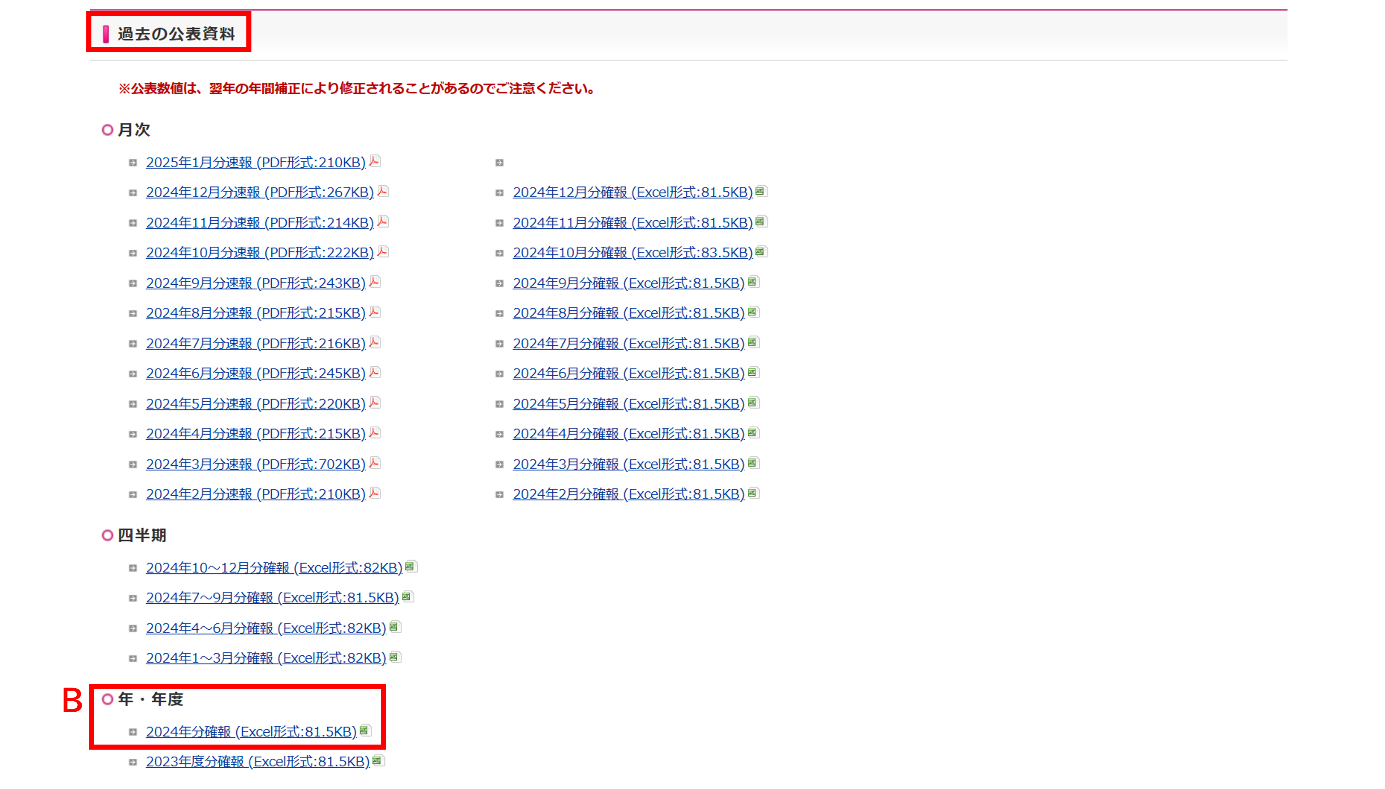 過去の公表資料
※公表数値は、翌年の年間補正により修正されることがあるのでご注意ください。
月次
2025年1月分速報 (PDF形式:210KB)
2024年12月分速報 (PDF形式:267KB) 2024年12月分確報 (Excel形式:81.5KB)
2024年11月分速報 (PDF形式:214KB) 2024年11月分確報 (Excel形式:81.5KB)
2024年10月分速報 (PDF形式:222KB) 2024年10月分確報 (Excel形式:83.5KB)
2024年9月分速報 (PDF形式:243KB) 2024年9月分確報 (Excel形式:81.5KB)
2024年8月分速報 (PDF形式:215KB) 2024年8月分確報 (Excel形式:81.5KB)
2024年7月分速報 (PDF形式:216KB) 2024年7月分確報 (Excel形式:81.5KB)
2024年6月分速報 (PDF形式:245KB) 2024年6月分確報 (Excel形式:81.5KB)
2024年5月分速報 (PDF形式:220KB) 2024年5月分確報 (Excel形式:81.5KB)
2024年4月分速報 (PDF形式:215KB) 2024年4月分確報 (Excel形式:81.5KB)
2024年3月分速報 (PDF形式:702KB) 2024年3月分確報 (Excel形式:81.5KB)
2024年2月分速報 (PDF形式:210KB) 2024年2月分確報 (Excel形式:81.5KB)
四半期
2024年10～12月分確報 (Excel形式:82KB)
2024年7～9月分確報 (Excel形式:81.5KB)
2024年4～6月分確報 (Excel形式:82KB)
2024年1～3月分確報 (Excel形式:82KB)
B 年・年度
2024年分確報 (Excel形式:81.5KB)
2023年度分確報 (Excel形式:81.5KB)